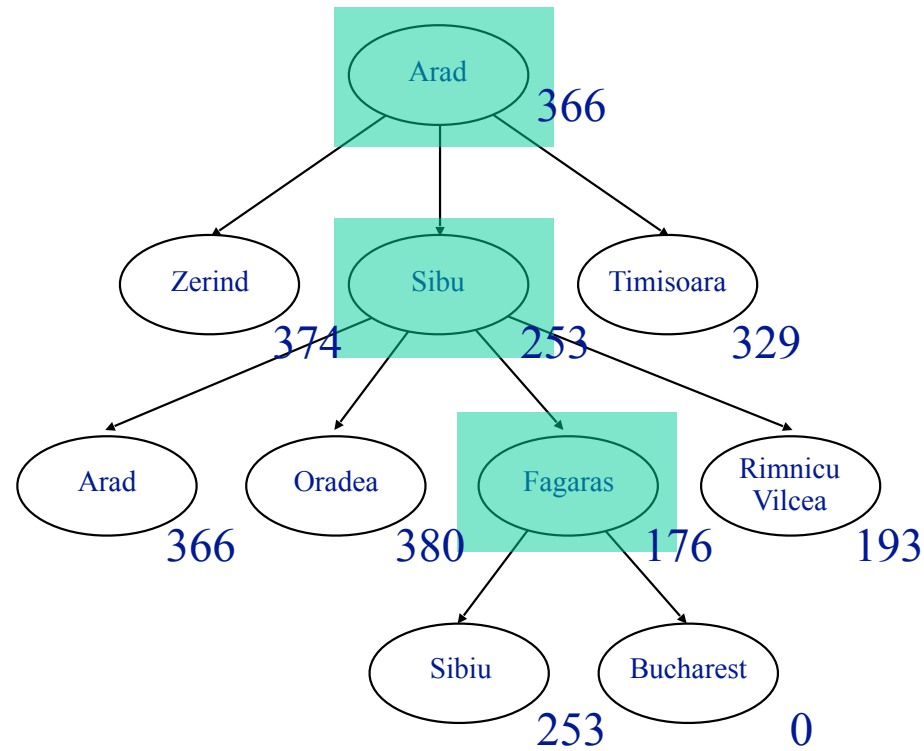 Arad
366
Zerind
Sibu
Timisoara
374
253
329
Arad
Oradea
Fagaras
Rimnicu
Vilcea
366
380
176
193
Sibiu
Bucharest
253
0